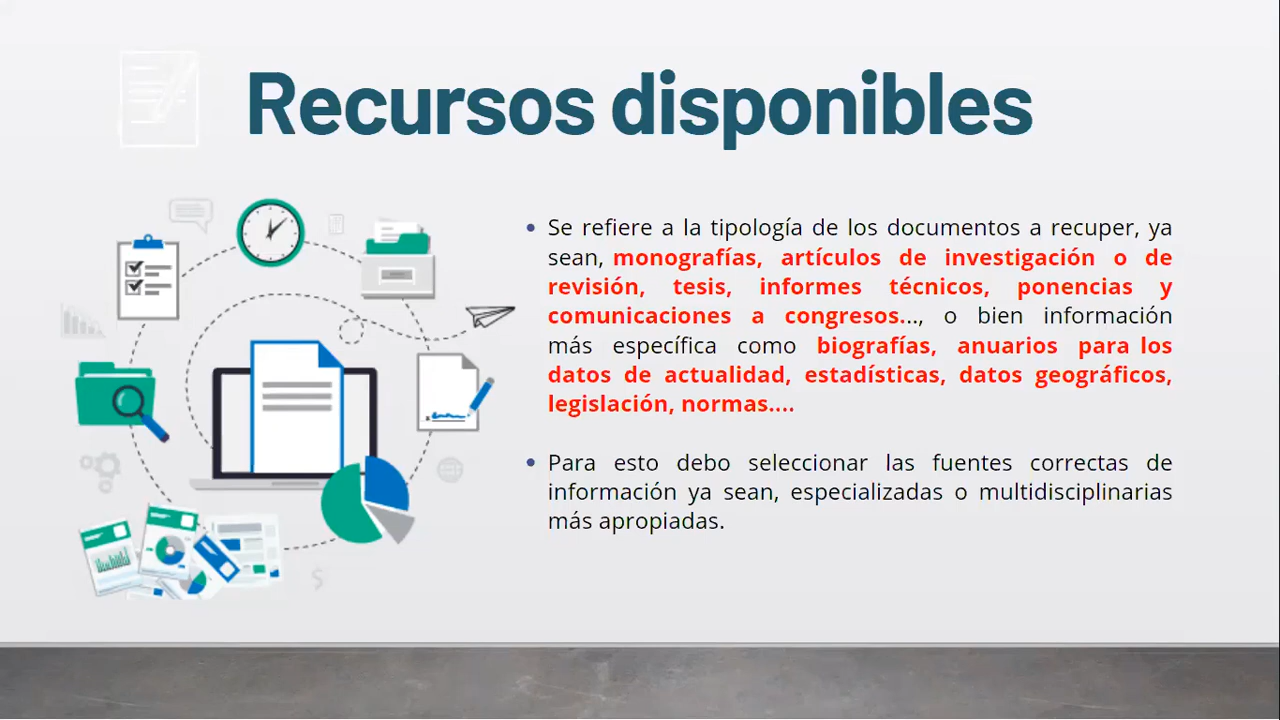 Recursos disponibles
• Se refiere a la tipología de los documentos a recuper, ya
sean, monografías, artículos de investigación o de
revisión, tesis, informes técnicos, ponencias y
comunicaciones a congresos..., o bien información
más específica como biografías, anuarios para los
datos de actualidad, estadísticas, datos geográficos,
legislación, normas....
• Para esto debo seleccionar las fuentes correctas de
información ya sean, especializadas o multidisciplinarias
más apropiadas.